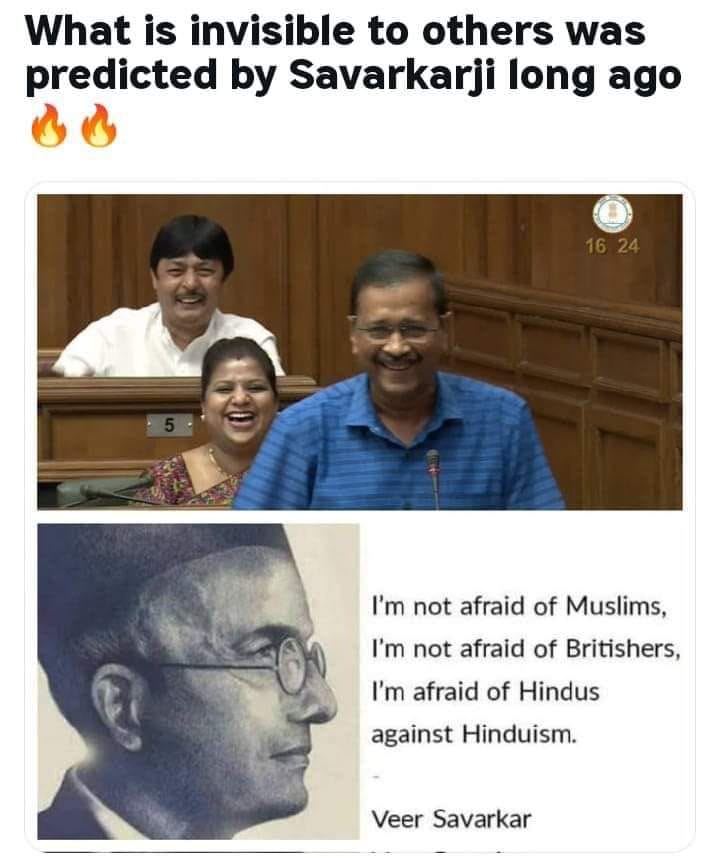 What is invisible to others was
predicted by Savarkarji long ago
🔥🔥
16 24
5
I'm not afraid of Muslims,
I'm not afraid of Britishers,
I'm afraid of Hindus
against Hinduism.
-
Veer Savarkar